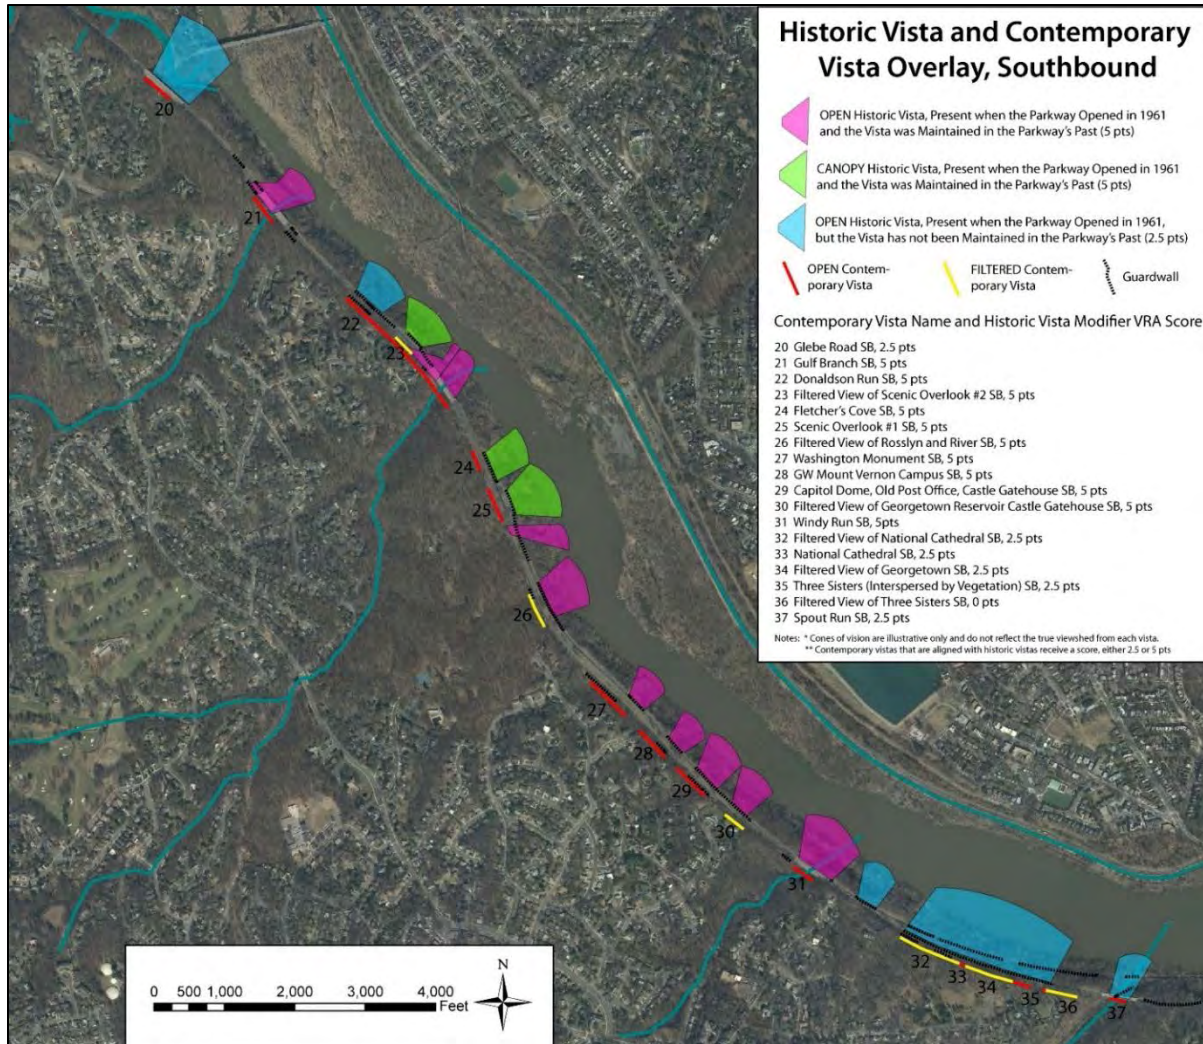 Historic Vista and Contemporary
Vista Overlay, Southbound
OPEN Historic Vista, Present when the Parkway Opened in 1961
and the Vista was Maintained in the Parkway's Past (5 pts)
CANOPY Historic Vista, Present when the Parkway Opened in 1961
and the Vista was Maintained in the Parkway's Past (5 pts)
OPEN Historic Vista, Present when the Parkway Opened in 1961,
but the Vista has not been Maintained in the Parkway's Past (2.5 pts)
OPEN Contem-
porary Vista
FILTERED Contem-
porary Vista
Guardwall
Contemporary Vista Name and Historic Vista Modifier VRA Score
20 Glebe Road SB, 2.5 pts
21 Gulf Branch SB, 5 pts
22 Donaldson Run SB, 5 pts
23 Filtered View of Scenic Overlook #2 SB, 5 pts
24 Fletcher's Cove SB, 5 pts
25 Scenic Overlook #1 SB, 5 pts
26 Filtered View of Rosslyn and River SB, 5 pts
27 Washington Monument SB, 5 pts
28 GW Mount Vernon Campus SB, 5 pts
29 Capitol Dome, Old Post Office, Castle Gatehouse SB, 5 pts
30 Filtered View of Georgetown Reservoir Castle Gatehouse SB, 5 pts
31 Windy Run SB, 5pts
32 Filtered View of National Cathedral SB, 2.5 pts
33 National Cathedral SB, 2.5 pts
34 Filtered View of Georgetown SB, 2.5 pts
35 Three Sisters (Interspersed by Vegetation) SB, 2.5 pts
36 Filtered View of Three Sisters SB, 0 pts
37 Spout Run SB, 2.5 pts
Notes: * Cones of vision are illustrative only and do not reflect the true viewshed from each vista.
** Contemporary vistas that are aligned with historic vistas receive a score, either 2.5 or 5 pts
20
21
22
23
24
25
26
27
28
29
30
31
32
33
34
35
36
37
N
0 500 1,000 2,000 3,000 4,000
Feet